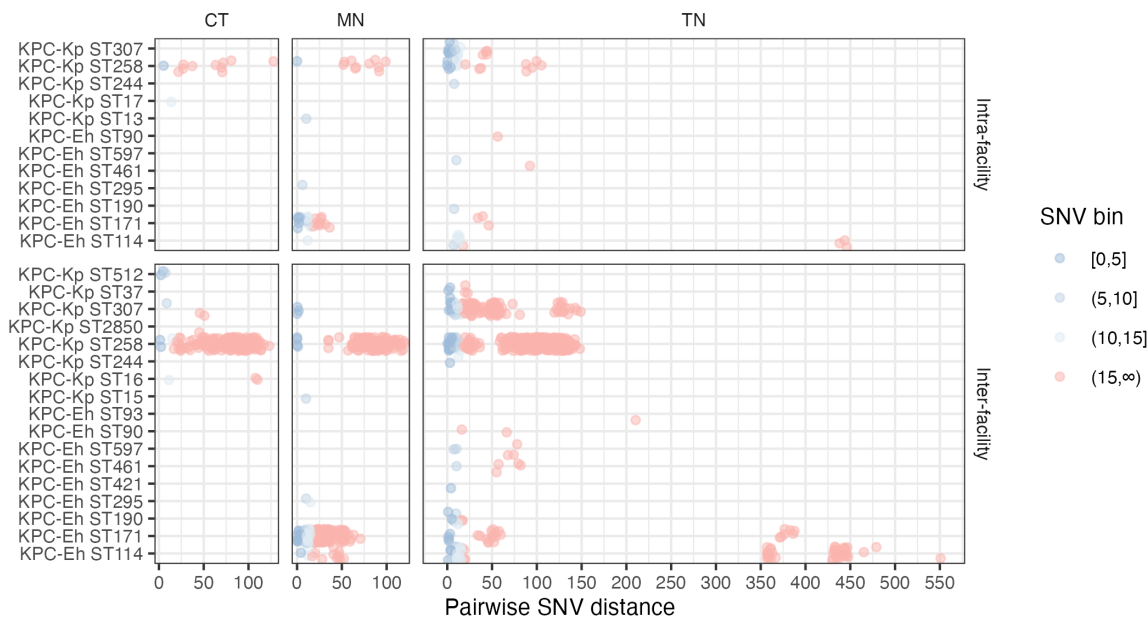 CT MN TN
KPC-Kp ST307
KPC-Kp ST258
KPC-Kp ST244
KPC-Kp ST17
KPC-Kp ST13
KPC-Eh ST90
KPC-Eh ST597
KPC-Eh ST461
KPC-Eh ST295
KPC-Eh ST190
KPC-Eh ST171
KPC-Eh ST114
Intra-facility
KPC-Kp ST512
KPC-Kp ST37
KPC-Kp ST307
KPC-Kp ST2850
KPC-Kp ST258
KPC-Kp ST244
KPC-Kp ST16
KPC-Kp ST15
KPC-Eh ST93
KPC-Eh ST90
KPC-Eh ST597
KPC-Eh ST461
KPC-Eh ST421
KPC-Eh ST295
KPC-Eh ST190
KPC-Eh ST171
KPC-Eh ST114
Inter-facility
0 50 100 0 50 100 0 50 100 150 200 250 300 350 400 450 500 550
Pairwise SNV distance
SNV bin
[0,5]
(5,10]
(10,15]
(15,∞)